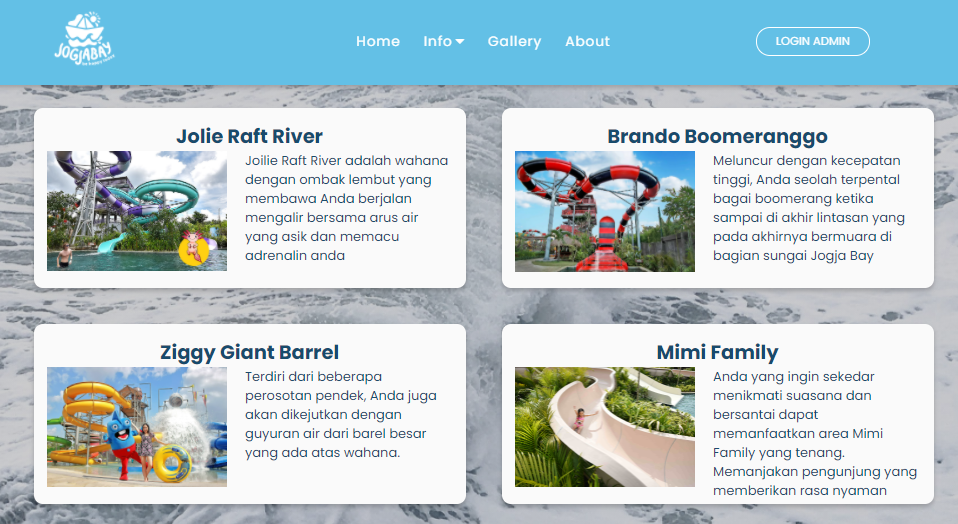 JOGJABAY
Home
Info
Gallery
About
LOGIN ADMIN
Jolie Raft River
Joilie Raft River adalah wahana
dengan ombak lembut yang
membawa Anda berjalan
mengalir bersama arus air
yang asik dan memacu
adrenalin anda
Brando Boomeranggo
Meluncur dengan kecepatan
tinggi, Anda seolah terpental
bagai boomerang ketika
sampai di akhir lintasan yang
pada akhirnya bermuara di
bagian sungai Jogja Bay
Ziggy Giant Barrel
Terdiri dari beberapa
perosotan pendek, Anda juga
akan dikejutkan dengan
guyuran air dari barel besar
yang ada atas wahana.
Mimi Family
Anda yang ingin sekedar
menikmati suasana dan
bersantai dapat
memanfaatkan area Mimi
Family yang tenang.
Memanjakan pengunjung yang
memberikan rasa nyaman